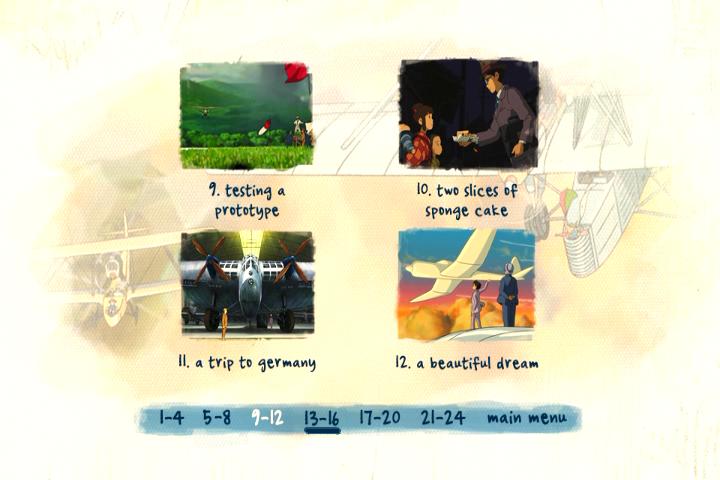 9. testing a
prototype
10. two slices of
sponge cake
11. a trip to germany
12. a beautiful dream
1-4 5-8 9-12 13-16 17-20 21-24 main menu